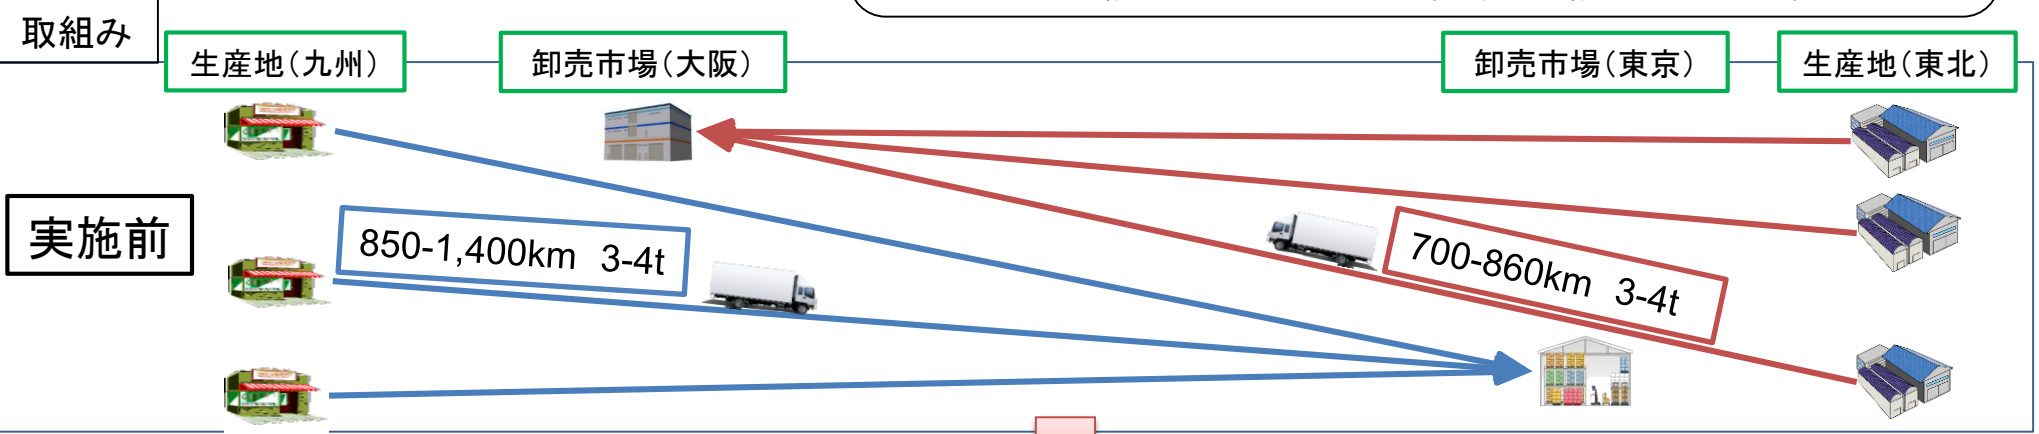 取組み
生産地（九州）
卸売市場（大阪）
卸売市場（東京）
生産地（東北）
実施前
850-1,400km 3-4t
700-860km 3-4t